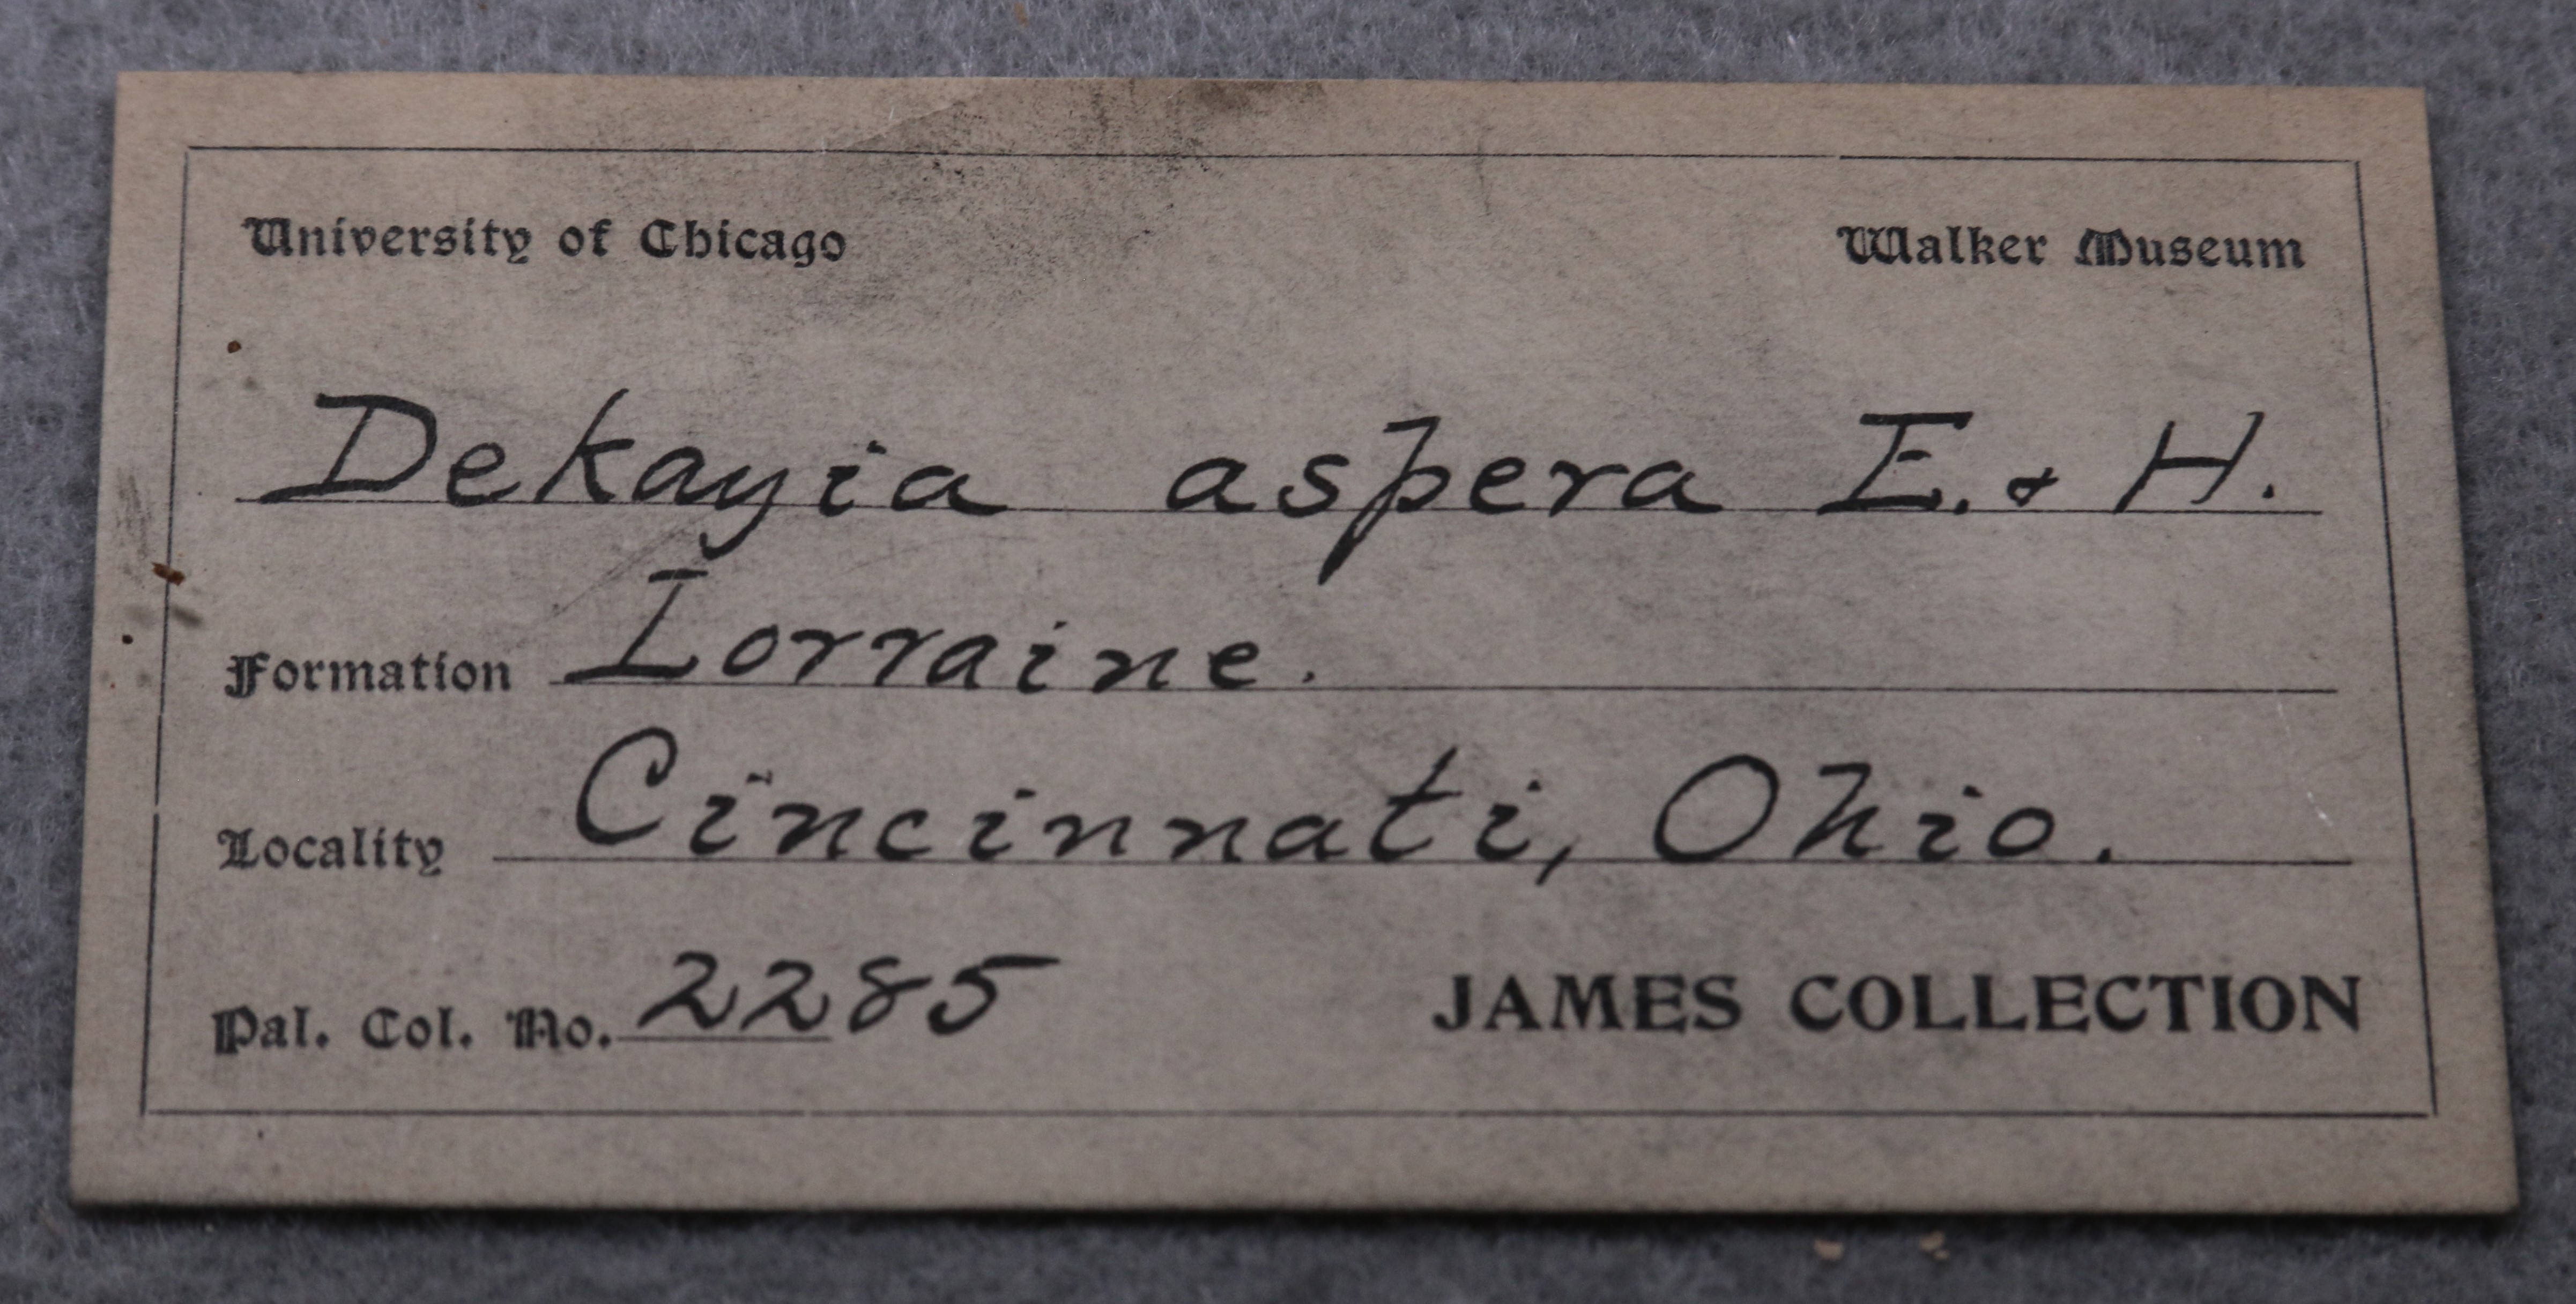 University of Chicago Walker Museum
Dekayia aspera E. & H.
Formation Lorraine.
Locality Cincinnati, Ohio.
Pal. Col. No. 2285 JAMES COLLECTION